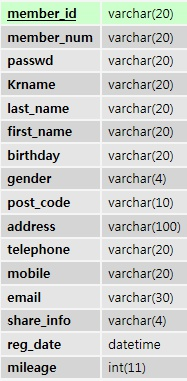 member_id varchar(20)
member_num varchar(20)
passwd varchar(20)
Krname varchar(20)
last_name varchar(20)
first_name varchar(20)
birthday varchar(20)
gender varchar(4)
post_code varchar(10)
address varchar(100)
telephone varchar(20)
mobile varchar(20)
email varchar(30)
share_info varchar(4)
reg_date datetime
mileage int(11)